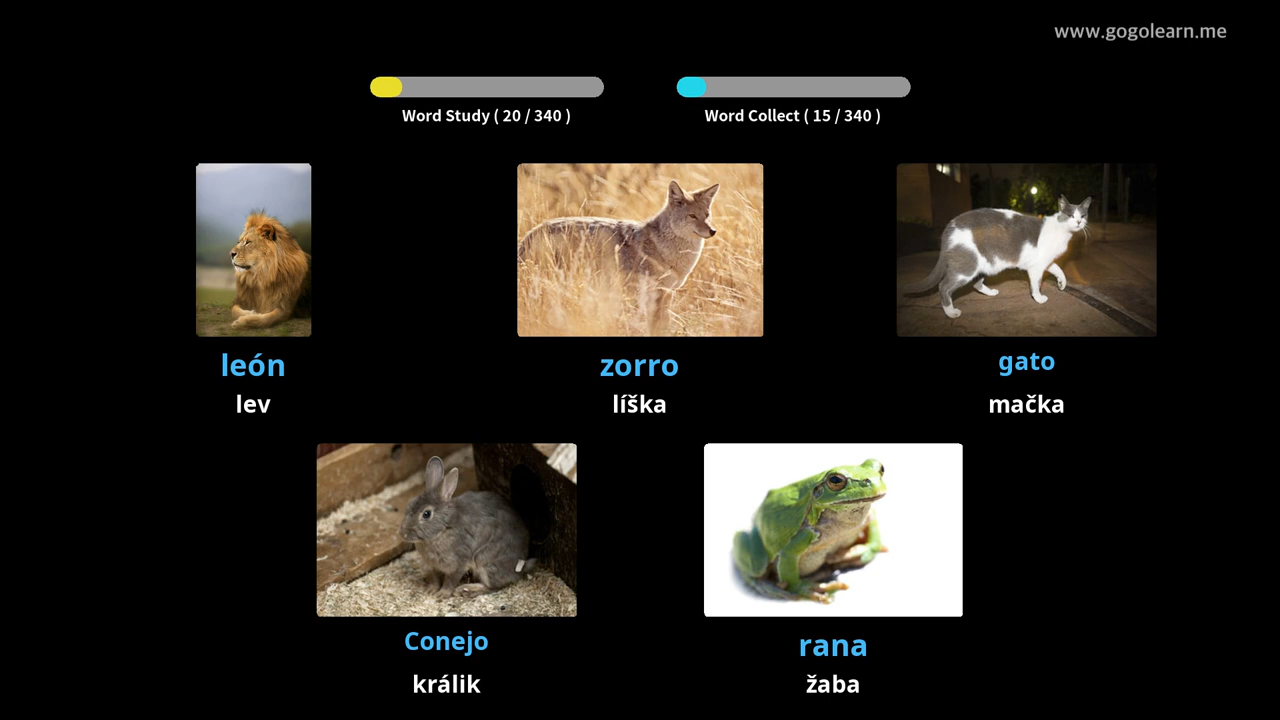 www.gogolearn.me
Word Study ( 20 / 340 )
Word Collect ( 15 / 340 )
león
zorro
gato
lev
líška
mačka
Conejo
rana
králik
žaba